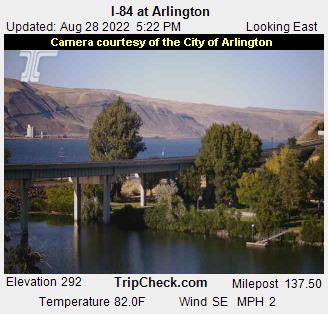 I-84 at Arlington
Updated: Aug 28 2022 5:22 PM Looking East
Camera courtesy of the City of Arlington
Elevation 292 TripCheck.com Milepost 137.50
Temperature 82.0F Wind SE MPH 2